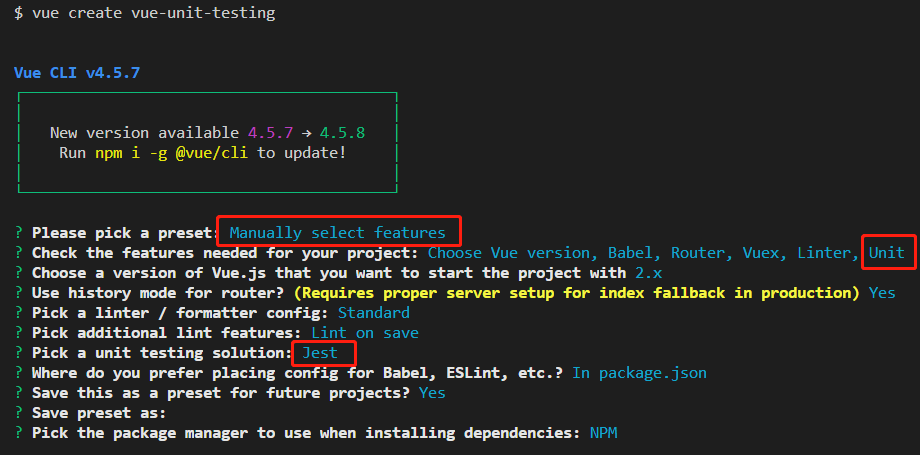 $ vue create vue-unit-testing
Vue CLI v4.5.7
New version available 4.5.7 → 4.5.8
Run npm i -g @vue/cli to update!
? Please pick a preset: Manually select features
? Check the features needed for your project: Choose Vue version, Babel, Router, Vuex, Linter, Unit
? Choose a version of Vue.js that you want to start the project with 2.x
? Use history mode for router? (Requires proper server setup for index fallback in production) Yes
? Pick a linter / formatter config: Standard
? Pick additional lint features: Lint on save
? Pick a unit testing solution: Jest
? Where do you prefer placing config for Babel, ESLint, etc.? In package.json
? Save this as a preset for future projects? Yes
? Save preset as:
? Pick the package manager to use when installing dependencies: NPM